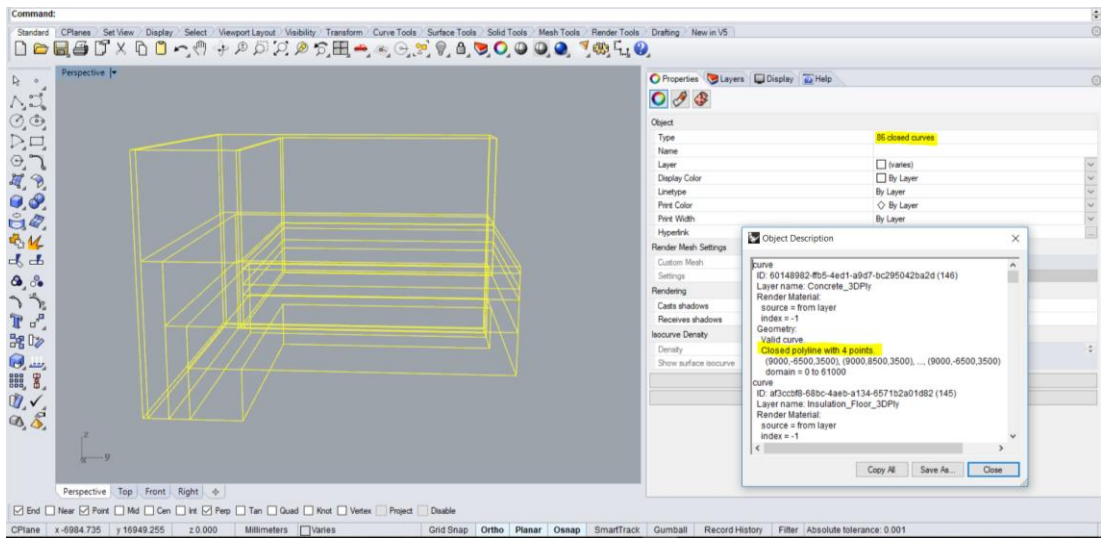 Command:
Standard CPlanes Set View Display Select Viewport Layout Visibility Transform Curve Tools Surface Tools Solid Tools Mesh Tools Render Tools Drafting New in V5
Perspective
Properties Layers Display Help
Object
Type 86 closed curves
Name
Layer (varies)
Display Color By Layer
Linetype By Layer
Print Color By Layer
Print Width By Layer
Hyperlink ...
Render Mesh Settings
Custom Mesh
Settings
Rendering
Casts shadows
Receives shadows
Isocurve Density
Density
Show surface isocurve
Object Description
curve
ID: 60148982-ffb5-4ed1-a9d7-bc295042ba2d (146)
Layer name: Concrete_3DPly
Render Material:
source = from layer
index = -1
Geometry:
Valid curve.
Closed polyline with 4 points.
(9000,-6500,3500), (9000,8500,3500), ..., (9000,-6500,3500)
domain = 0 to 61000
curve
ID: af3ccbf8-68bc-4aeb-a134-6571b2a01d82 (145)
Layer name: Insulation_Floor_3DPly
Render Material:
source = from layer
index = -1
Copy All Save As... Close
z
x y
Perspective Top Front Right
End Near Point Mid Cen Int Perp Tan Quad Knot Vertex Project Disable
CPlane x -6984.735 y 16949.255 z 0.000 Millimeters Varies Grid Snap Ortho Planar Osnap SmartTrack Gumball Record History Filter Absolute tolerance: 0.001